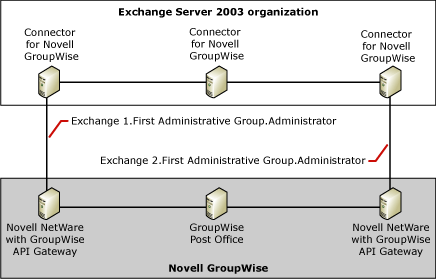 Exchange Server 2003 organization
Connector
for Novell
GroupWise
Connector
for Novell
GroupWise
Connector
for Novell
GroupWise
Exchange 1.First Administrative Group.Administrator
Exchange 2.First Administrative Group.Administrator
Novell NetWare
with GroupWise
API Gateway
GroupWise
Post Office
Novell NetWare
with GroupWise
API Gateway
Novell GroupWise